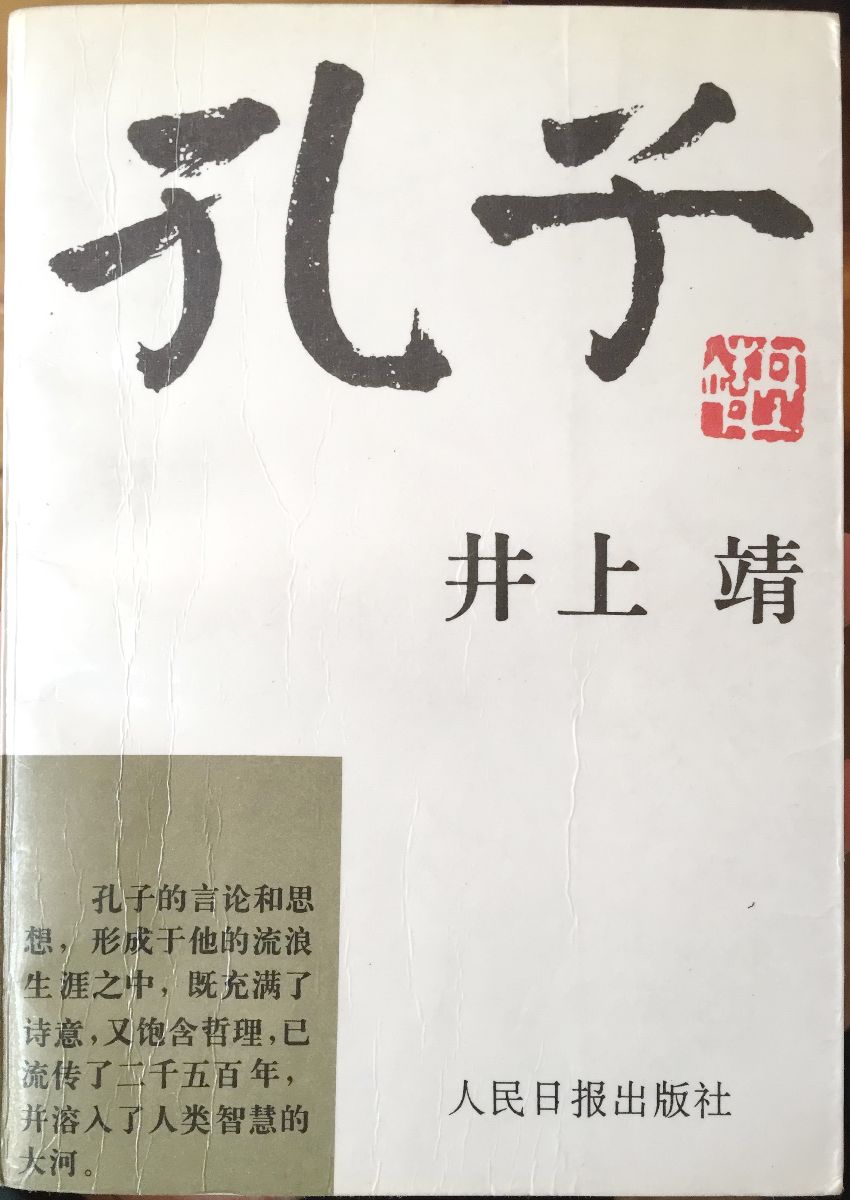 孔子
井上 靖
孔子的言论和思
想，形成于他的流浪
生涯之中，既充满了
诗意，又饱含哲理，已
流传了二千五百年，
并溶入了人类智慧的
大河。
人民日报出版社